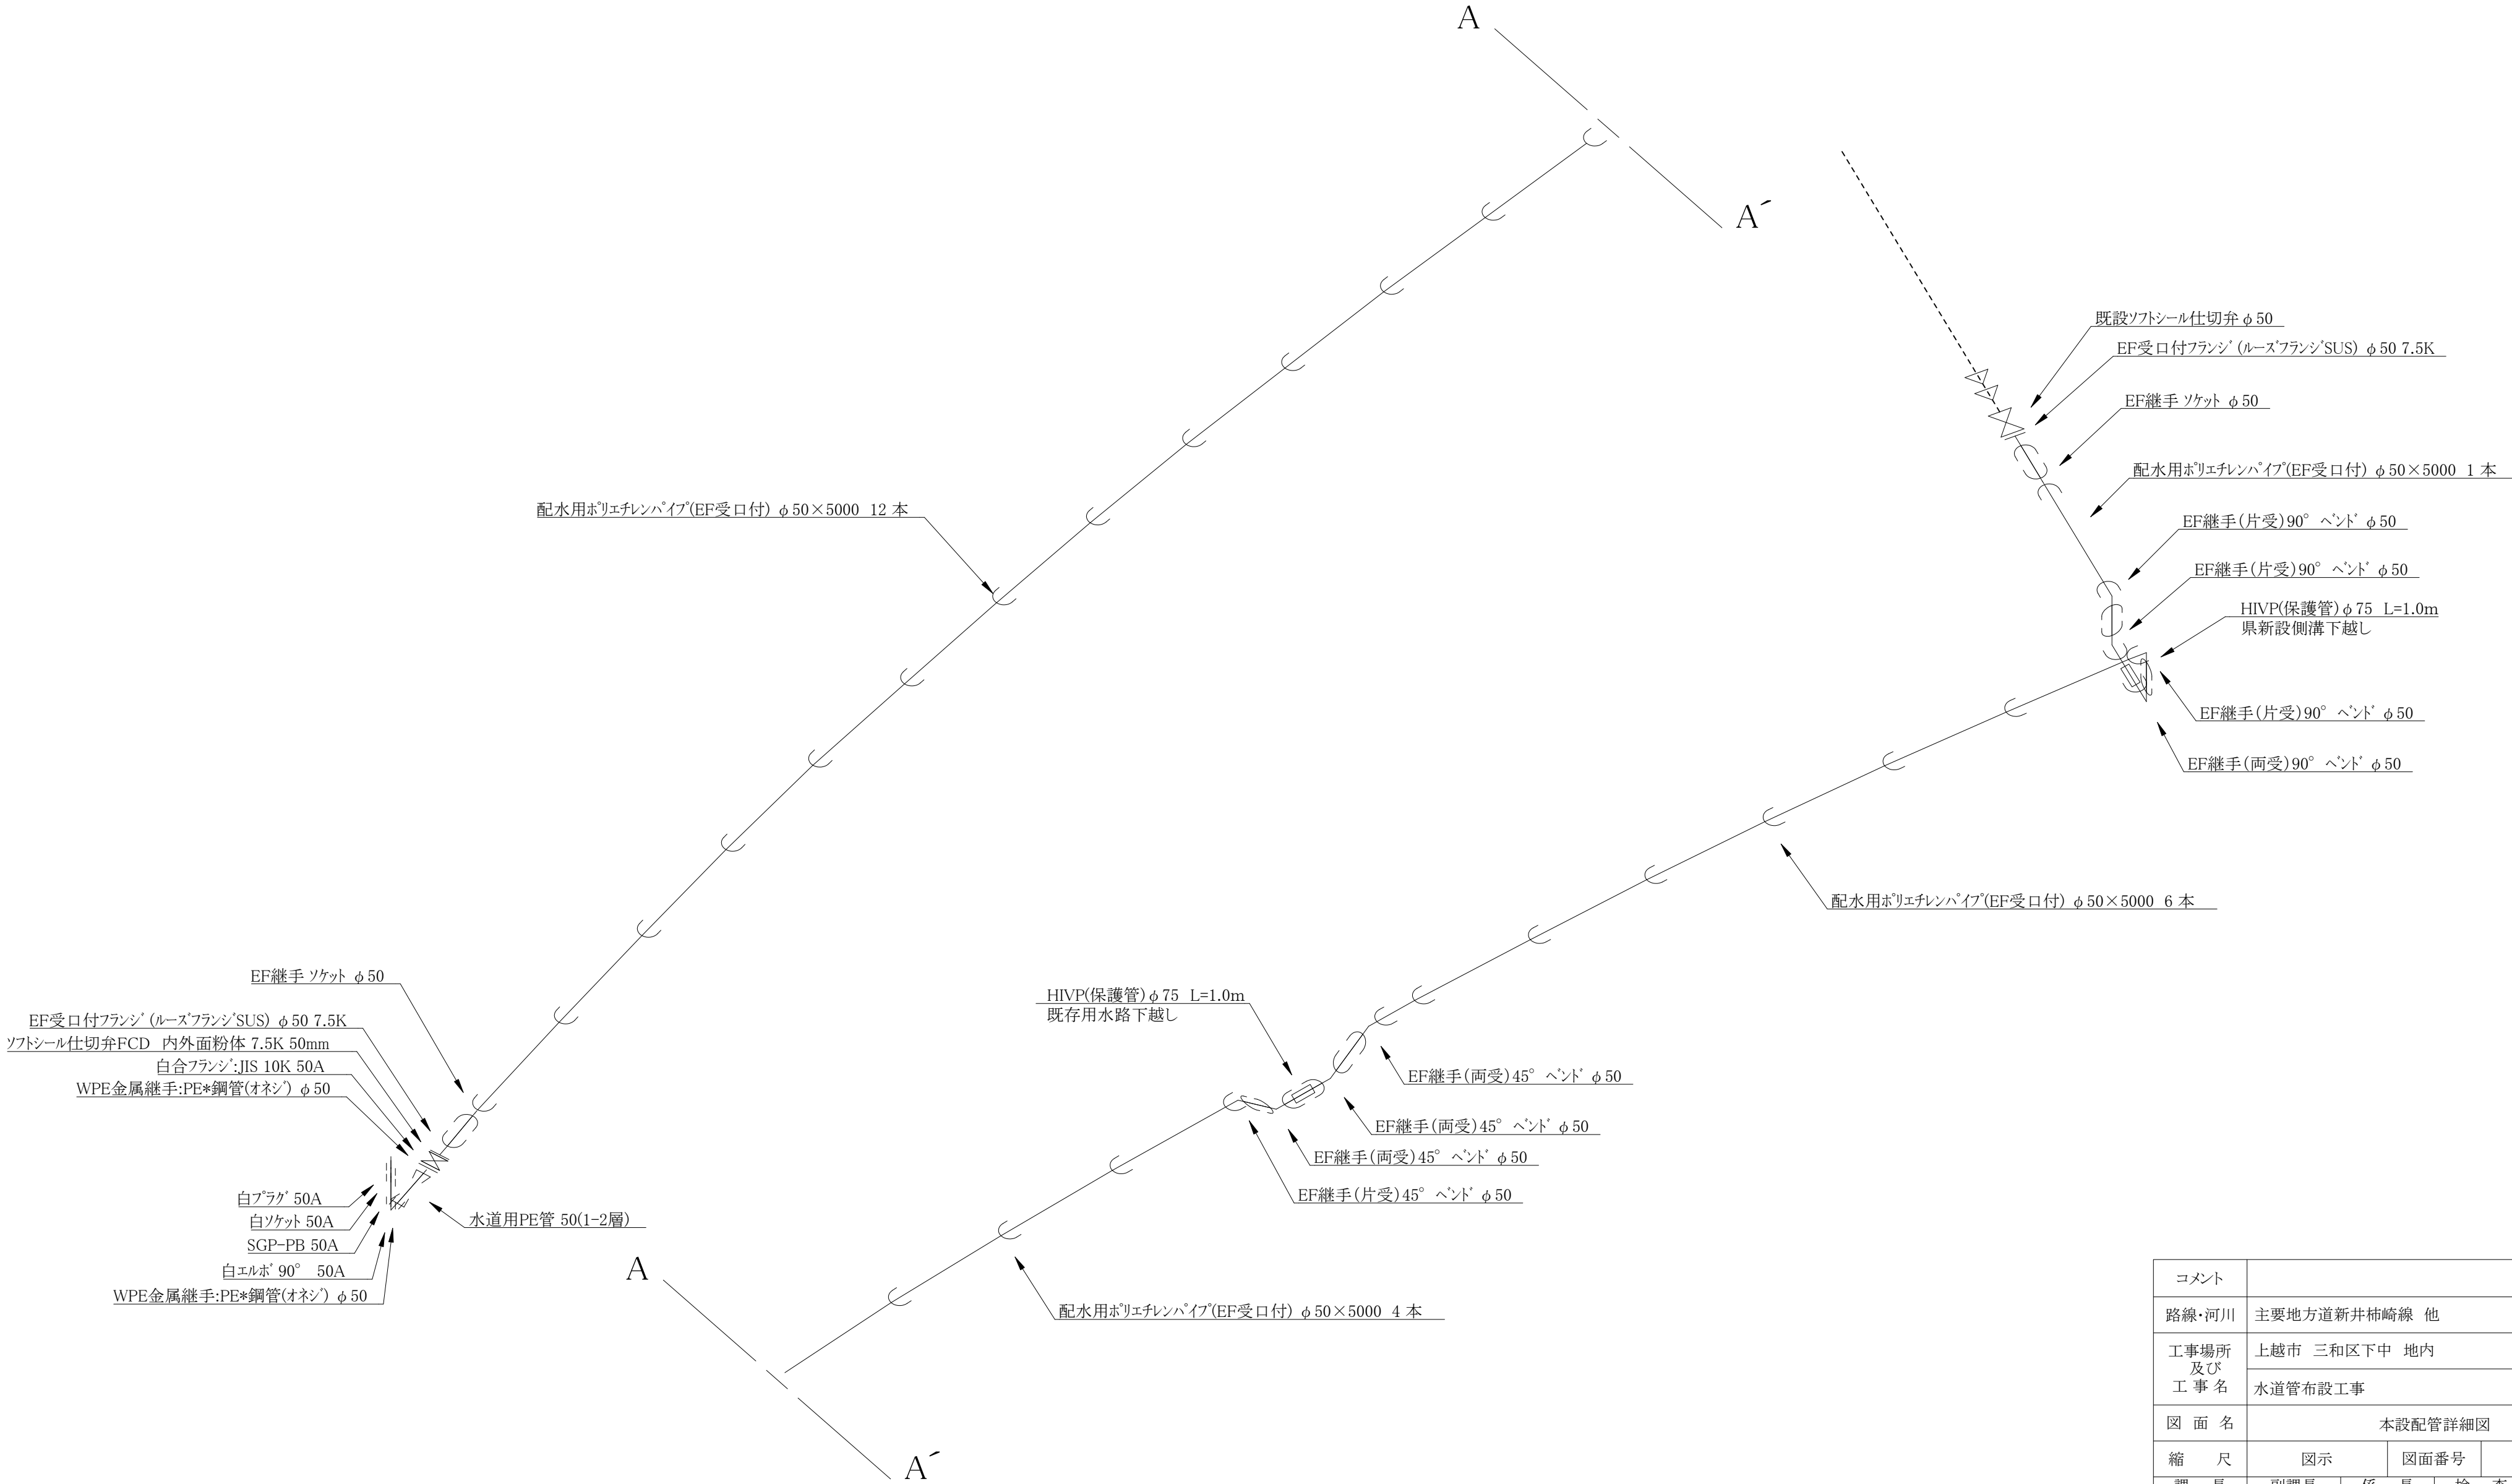 A
A´
既設ｿﾌﾄｼｰﾙ仕切弁φ50
EF受口付ﾌﾗﾝｼﾞ(ﾙｰｽﾞﾌﾗﾝｼﾞSUS) φ50 7.5K
EF継手 ｿｹｯﾄ φ50
配水用ﾎﾟﾘｴﾁﾚﾝﾊﾟｲﾌﾟ(EF受口付) φ50×5000 1 本
EF継手(片受)90° ﾍﾞﾝﾄﾞ φ50
EF継手(片受)90° ﾍﾞﾝﾄﾞ φ50
HIVP(保護管)φ75 L=1.0m
県新設側溝下越し
EF継手(片受)90° ﾍﾞﾝﾄﾞ φ50
EF継手(両受)90° ﾍﾞﾝﾄﾞ φ50
配水用ﾎﾟﾘｴﾁﾚﾝﾊﾟｲﾌﾟ(EF受口付) φ50×5000 12 本
配水用ﾎﾟﾘｴﾁﾚﾝﾊﾟｲﾌﾟ(EF受口付) φ50×5000 6 本
HIVP(保護管)φ75 L=1.0m
既存用水路下越し
EF継手(両受)45° ﾍﾞﾝﾄﾞ φ50
EF継手(両受)45° ﾍﾞﾝﾄﾞ φ50
EF継手(両受)45° ﾍﾞﾝﾄﾞ φ50
EF継手(片受)45° ﾍﾞﾝﾄﾞ φ50
配水用ﾎﾟﾘｴﾁﾚﾝﾊﾟｲﾌﾟ(EF受口付) φ50×5000 4 本
EF継手 ｿｹｯﾄ φ50
EF受口付ﾌﾗﾝｼﾞ(ﾙｰｽﾞﾌﾗﾝｼﾞSUS) φ50 7.5K
ｿﾌﾄｼｰﾙ仕切弁FCD 内外面粉体 7.5K 50mm
白合ﾌﾗﾝｼﾞ:JIS 10K 50A
WPE金属継手:PE*鋼管(ｵﾈｼﾞ) φ50
白ﾌﾟﾗｸﾞ 50A
白ｿｹｯﾄ 50A
SGP-PB 50A
白ｴﾙﾎﾞ 90° 50A
WPE金属継手:PE*鋼管(ｵﾈｼﾞ) φ50
水道用PE管 50(1-2層)
A
A´
コメント
路線・河川 主要地方道新井柿崎線 他
工事場所
及び
工 事 名
上越市 三和区下中 地内
水道管布設工事
図 面 名 本設配管詳細図
縮 尺 図示 図面番号